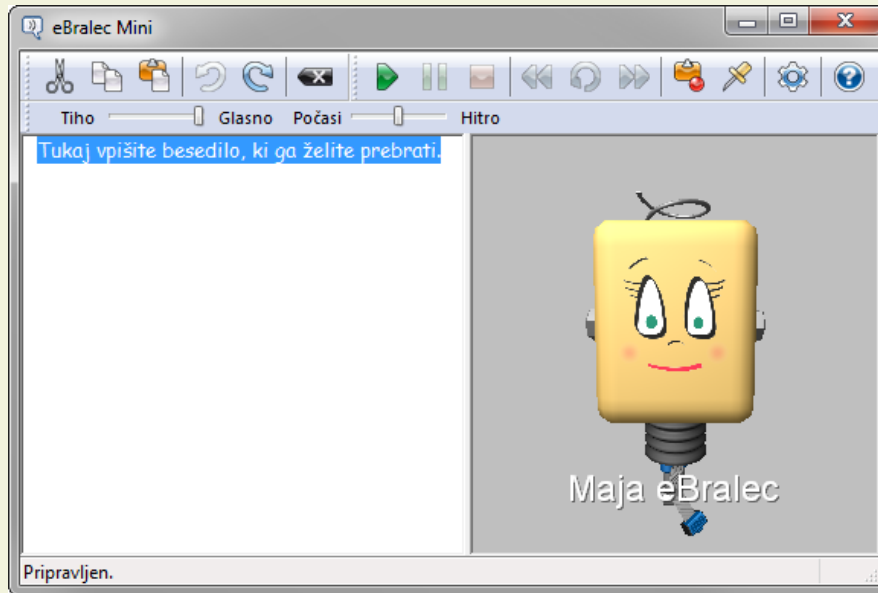 eBralec Mini
Tiho Glasno Počasi Hitro
Tukaj vpišite besedilo, ki ga želite prebrati.
Maja eBralec
Pripravljen.